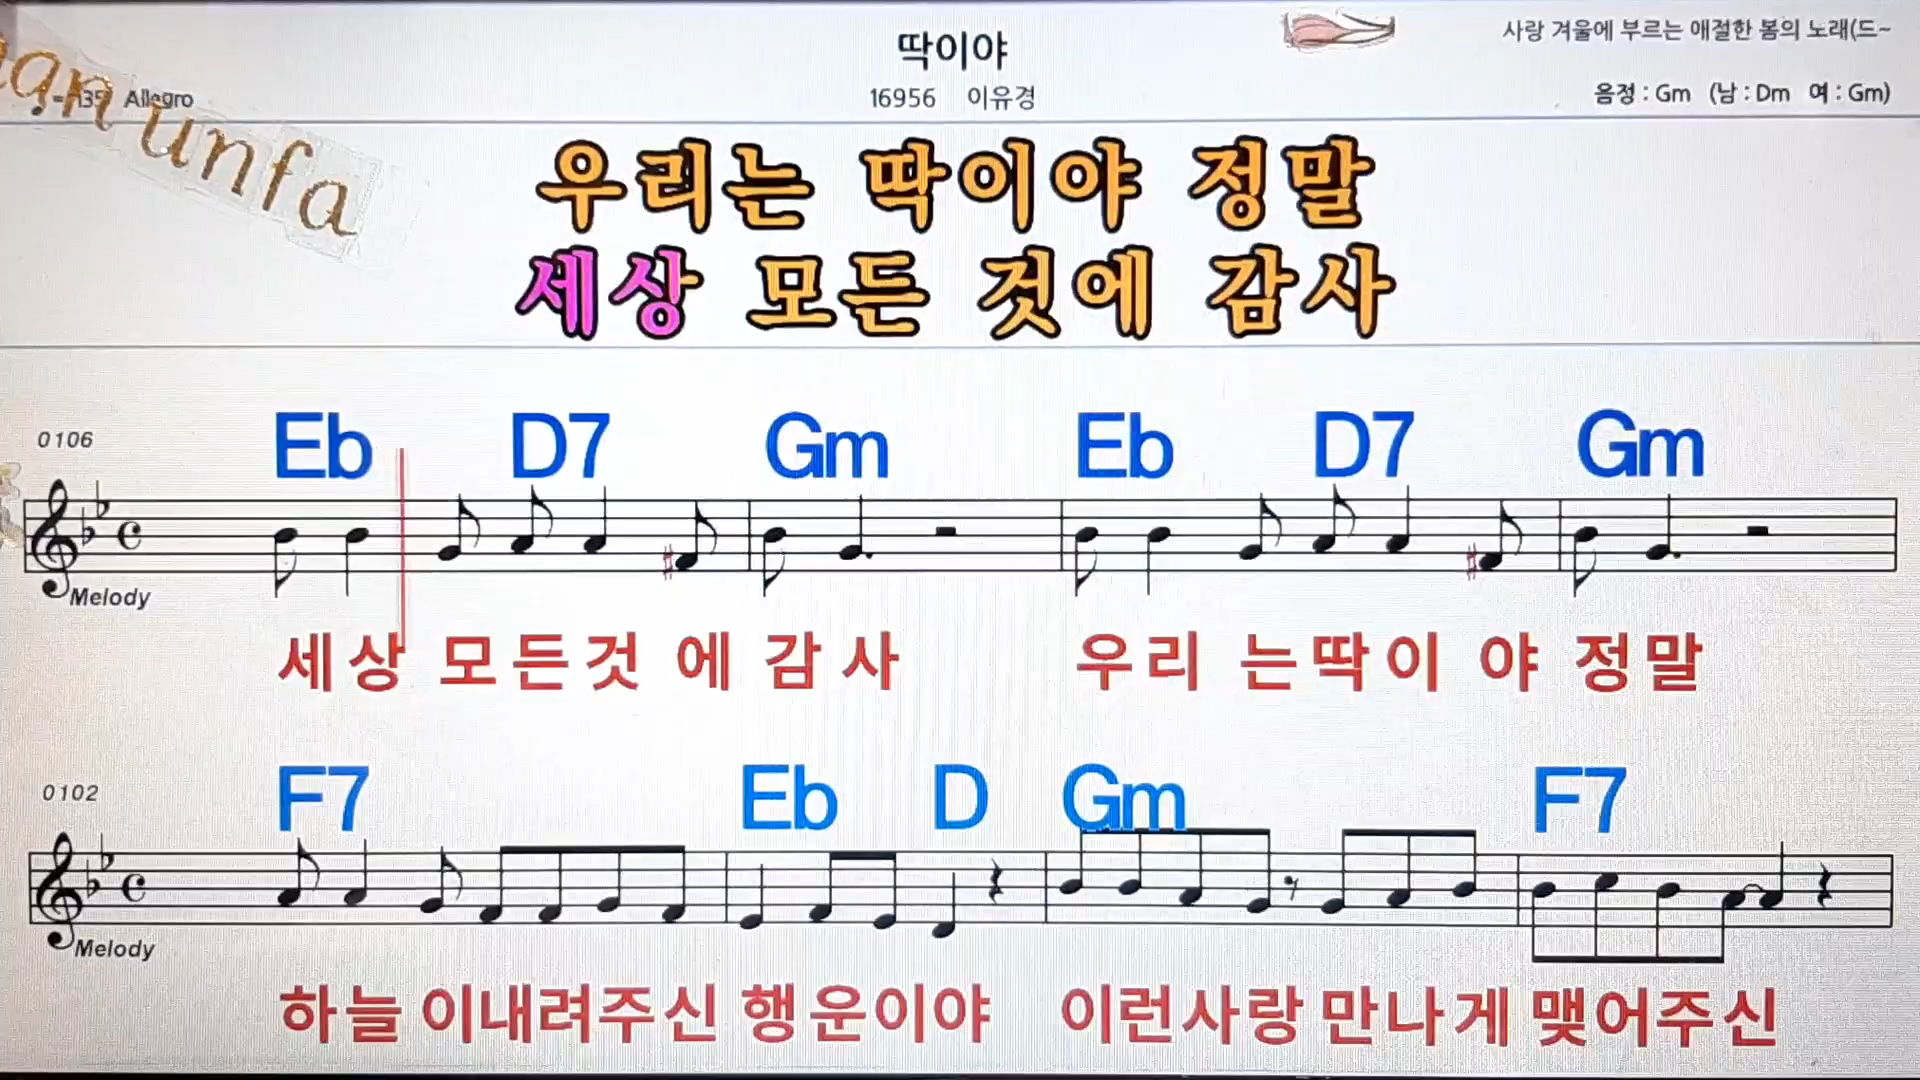 딱이야
사랑 겨울에 부르는 애절한 봄의 노래(드~
135 Allegro
16956 이유경
음정 : Gm (남 : Dm 여 : Gm)
an unfa
우리는 딱이야 정말
세상 모든 것에 감사
0106 Eb D7 Gm Eb D7 Gm
Melody
세상 모든것 에 감 사 우리 는딱이 야 정말
0102 F7 Eb D Gm F7
Melody
하늘 이내려주신 행운이야 이런사랑 만나게 맺어주신